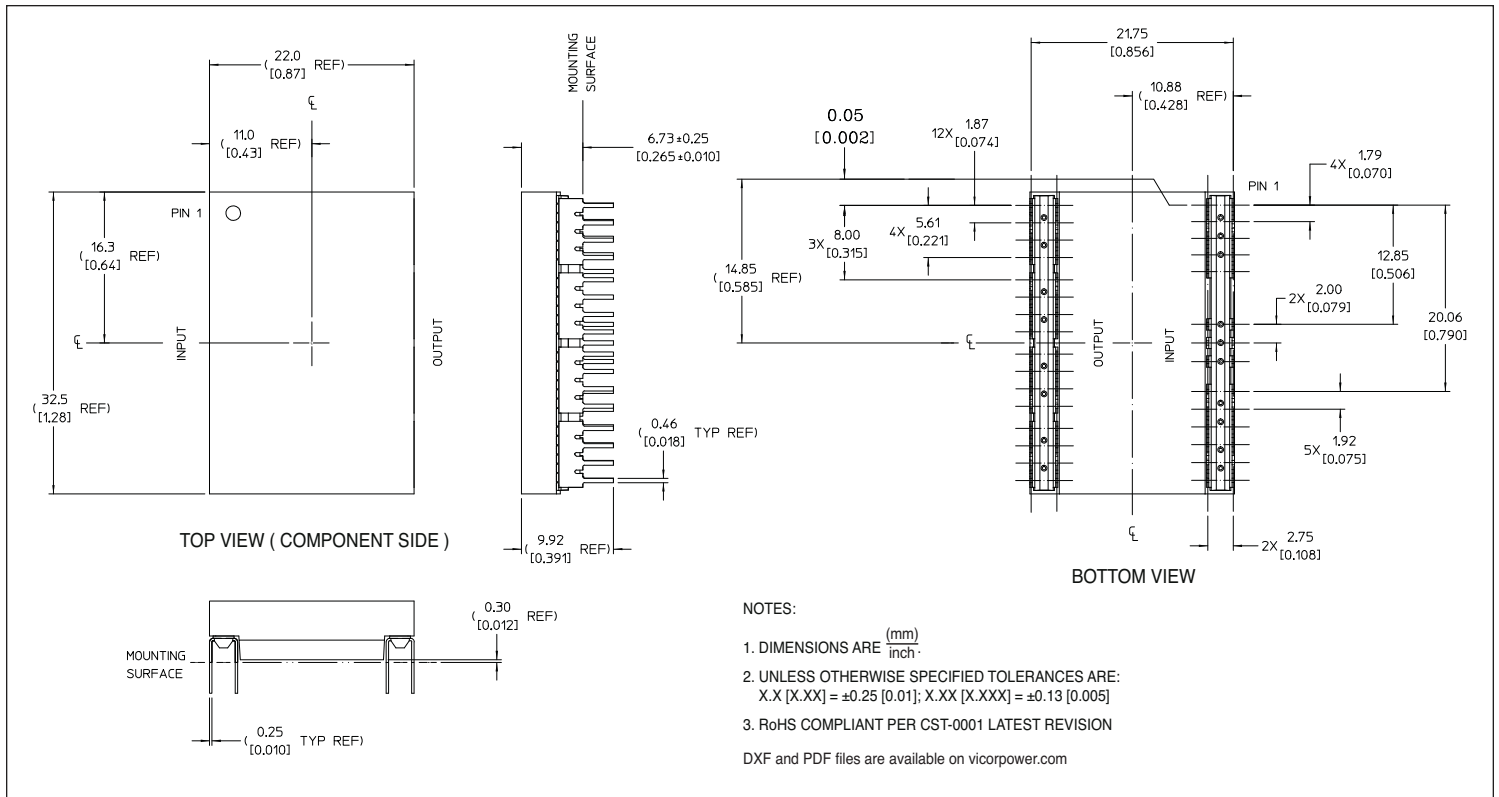 22.0
( [0.87] REF)
℄
11.0
( [0.43] REF)
PIN 1
16.3
( [0.64] REF)
℄
INPUT
OUTPUT
32.5
( [1.28] REF)
TOP VIEW ( COMPONENT SIDE )
MOUNTING
SURFACE
6.73±0.25
[0.265±0.010]
0.46
( [0.018] TYP REF)
9.92
( [0.391] REF)
0.30
( [0.012] REF)
MOUNTING
SURFACE
0.25
( [0.010] TYP REF)
21.75
[0.856]
10.88
( [0.428] REF)
0.05
[0.002]
12X 1.87
[0.074]
4X 1.79
[0.070]
PIN 1
4X 5.61
[0.221]
3X 8.00
[0.315]
14.85
( [0.585] REF)
12.85
[0.506]
2X 2.00
[0.079]
20.06
[0.790]
℄
OUTPUT
INPUT
5X 1.92
[0.075]
℄
2X 2.75
[0.108]
BOTTOM VIEW
NOTES:
1. DIMENSIONS ARE (mm)
inch.
2. UNLESS OTHERWISE SPECIFIED TOLERANCES ARE:
X.X [X.XX] = ±0.25 [0.01]; X.XX [X.XXX] = ±0.13 [0.005]
3. RoHS COMPLIANT PER CST-0001 LATEST REVISION
DXF and PDF files are available on vicorpower.com